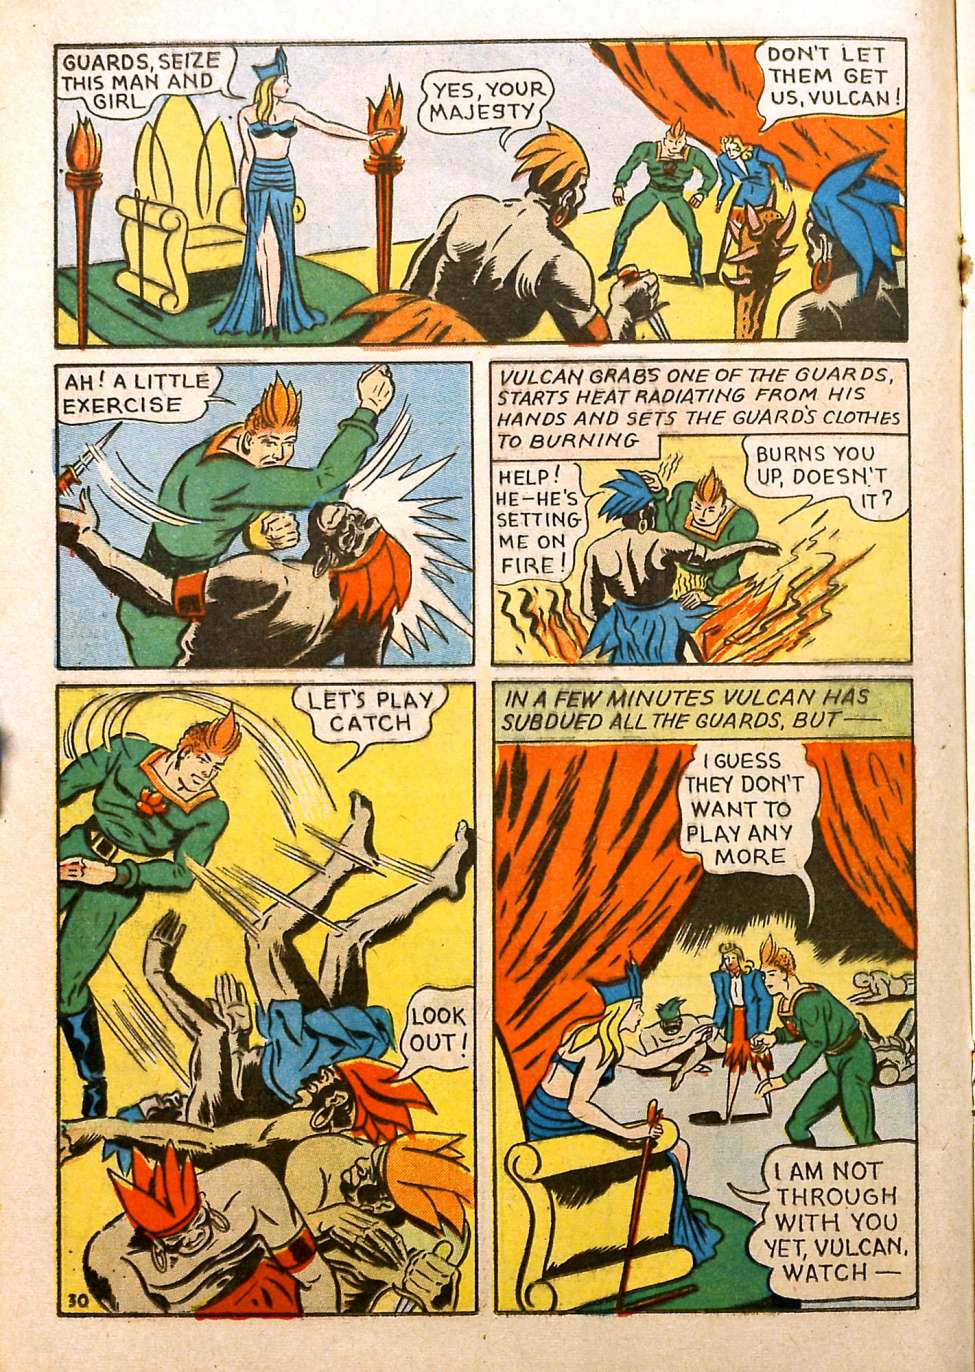 GUARDS, SEIZE
THIS MAN AND
GIRL
YES, YOUR
MAJESTY
DON'T LET
THEM GET
US, VULCAN!
AH! A LITTLE
EXERCISE
VULCAN GRABS ONE OF THE GUARDS,
STARTS HEAT RADIATING FROM HIS
HANDS AND SETS THE GUARD'S CLOTHES
TO BURNING
HELP!
HE-HE'S
SETTING
ME ON
FIRE!
BURNS YOU
UP, DOESN'T
IT?
LET'S PLAY
CATCH
LOOK
OUT!
30
IN A FEW MINUTES VULCAN HAS
SUBDUED ALL THE GUARDS, BUT—
I GUESS
THEY DON'T
WANT TO
PLAY ANY
MORE
I AM NOT
THROUGH
WITH YOU
YET, VULCAN,
WATCH—